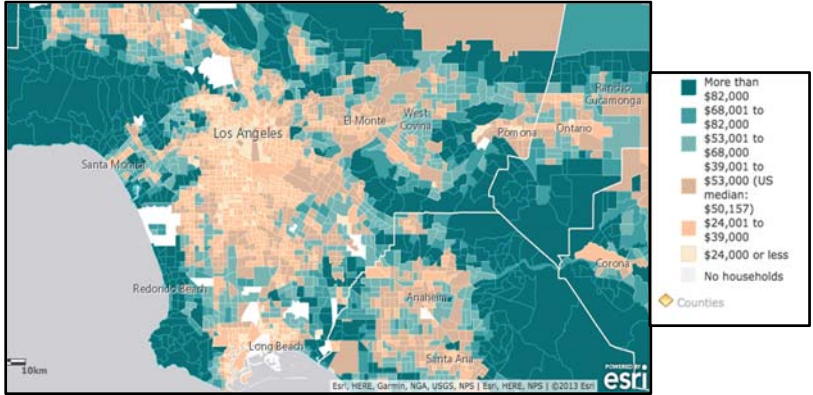 Rancho
Cucamonga
El Monte
West
Covina
Los Angeles
Pomona
Ontario
Santa Monica
Corona
Redondo Beach
Anaheim
Long Beach
Santa Ana
10km
POWERED BY
esri
Esri, HERE, Garmin, NGA, USGS, NPS | Esri, HERE, NPS | ©2013 Esri
More than
$82,000
$68,001 to
$82,000
$53,001 to
$68,000
$39,001 to
$53,000 (US
median:
$50,157)
$24,001 to
$39,000
$24,000 or less
No households
Counties